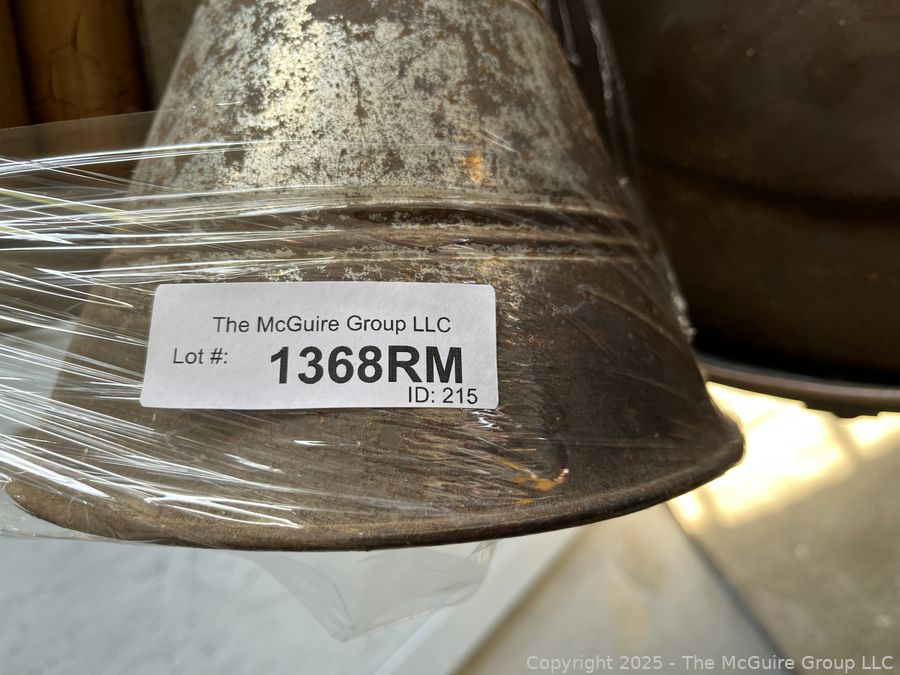 The McGuire Group LLC
Lot #: 1368RM
ID: 215
Copyright © 2025 - The McGuire Group LLC